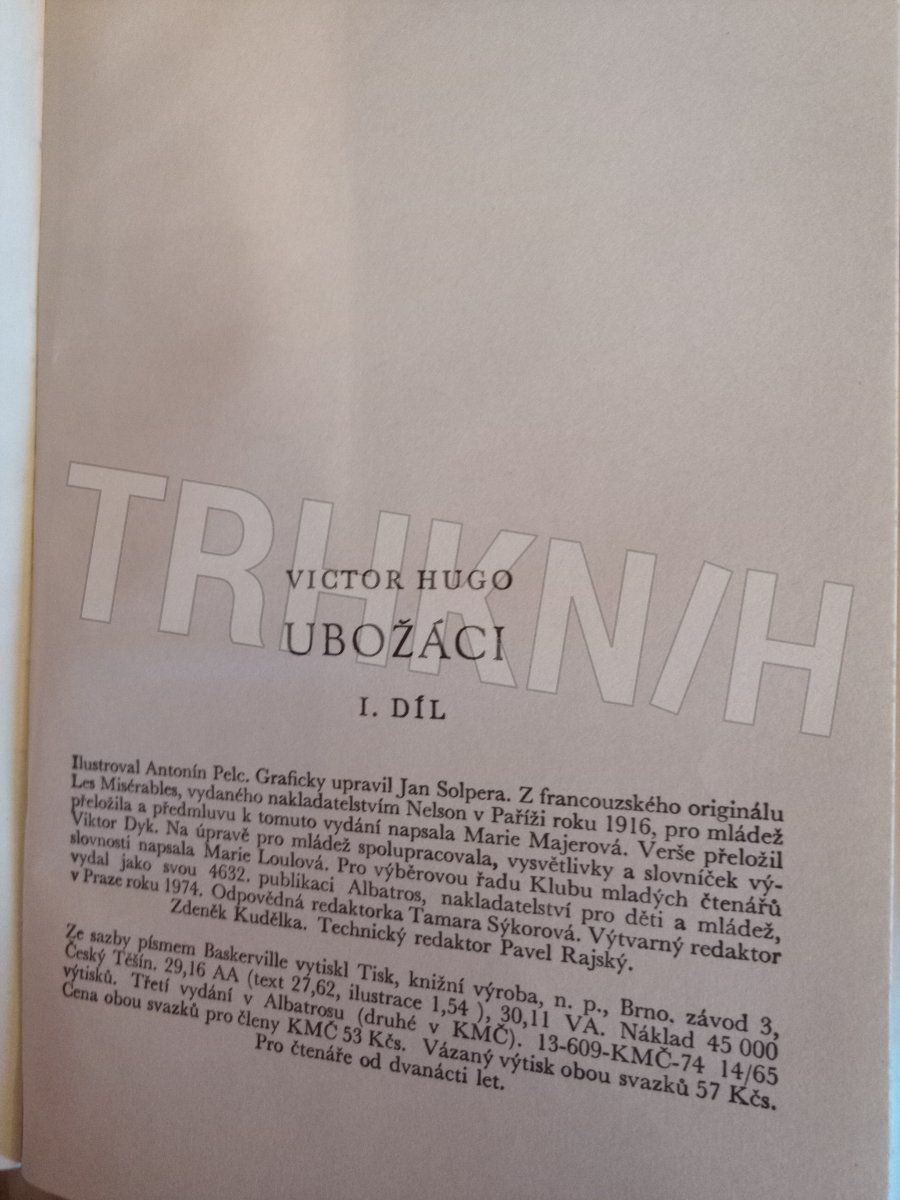 TRHKN/H
VICTOR HUGO
UBOŽÁCI
I. DÍL
Ilustroval Antonín Pelc. Graficky upravil Jan Solpera. Z francouzského originálu
Les Misérables, vydaného nakladatelstvím Nelson v Paříži roku 1916, pro mládež
přeložila a předmluvu k tomuto vydání napsala Marie Majerová. Verše přeložil
Viktor Dyk. Na úpravě pro mládež spolupracovala, vysvětlivky a slovníček vý-
slovnosti napsala Marie Loulová. Pro výběrovou řadu Klubu mladých čtenářů
vydal jako svou 4632. publikaci Albatros, nakladatelství pro děti a mládež,
v Praze roku 1974. Odpovědná redaktorka Tamara Sýkorová. Výtvarný redaktor
Zdeněk Kudělka. Technický redaktor Pavel Rajský.
Ze sazby písmem Baskerville vytiskl Tisk, knižní výroba, n. p., Brno, závod 3,
Český Těšín. 29,16 AA (text 27,62, ilustrace 1,54 ), 30,11 VA. Náklad 45 000
výtisků. Třetí vydání v Albatrosu (druhé v KMČ). 13-609-KMČ-74 14/65
Cena obou svazků pro členy KMČ 53 Kčs. Vázaný výtisk obou svazků 57 Kčs.
Pro čtenáře od dvanácti let.